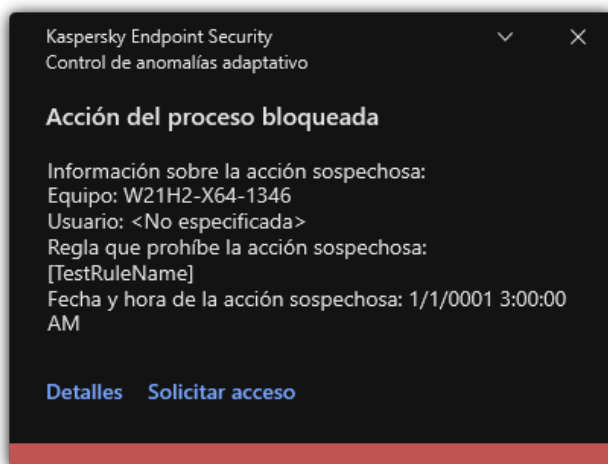 Kaspersky Endpoint Security
Control de anomalías adaptativo
Acción del proceso bloqueada
Información sobre la acción sospechosa:
Equipo: W21H2-X64-1346
Usuario: <No especificada>
Regla que prohíbe la acción sospechosa:
[TestRuleName]
Fecha y hora de la acción sospechosa: 1/1/0001 3:00:00
AM
Detalles Solicitar acceso